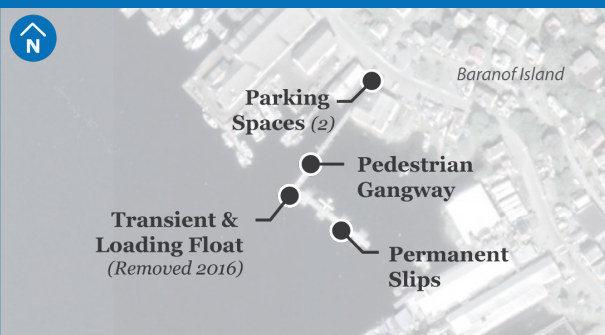 N
Baranof Island
Parking
Spaces (2)
Pedestrian
Gangway
Transient &
Loading Float
(Removed 2016)
Permanent
Slips